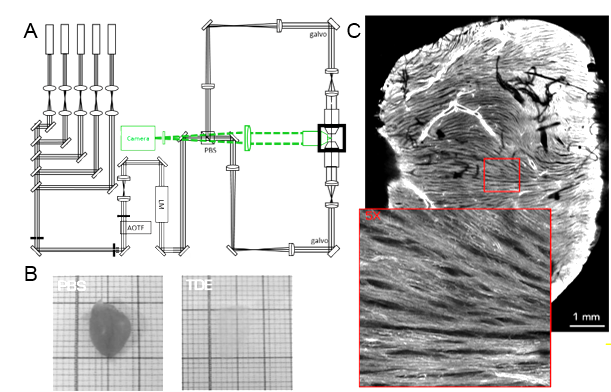 A
galvo
C
Camera
PBS
LM
AOTF
galvo
B
PBS
TDE
5X
1 mm